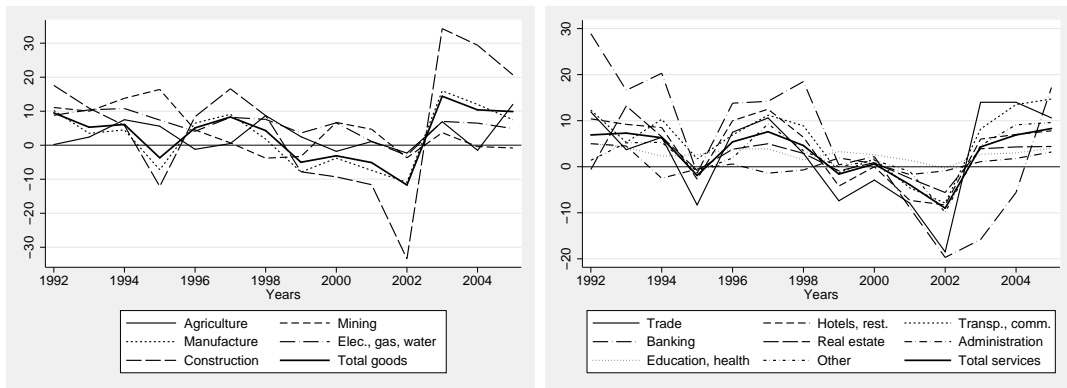 30
20
10
0
−10
−20
−30
1992 1994 1996 1998 2000 2002 2004
Years
Agriculture Mining
Manufacture Elec., gas, water
Construction Total goods
30
20
10
0
−10
−20
1992 1994 1996 1998 2000 2002 2004
Years
Trade Hotels, rest. Transp., comm.
Banking Real estate Administration
Education, health Other Total services